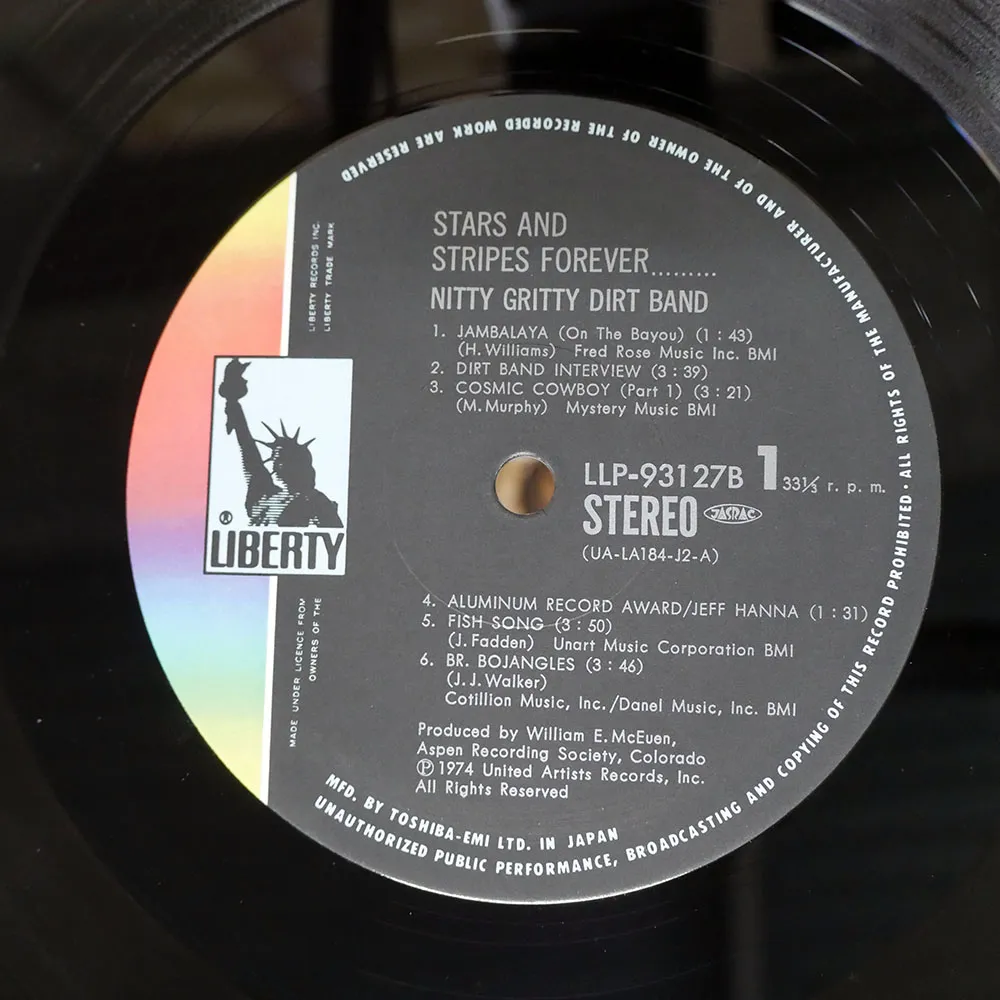 STARS AND
STRIPES FOREVER.........
NITTY GRITTY DIRT BAND
1. JAMBALAYA (On The Bayou) (1 : 43)
(H. Williams) Fred Rose Music Inc. BMI
2. DIRT BAND INTERVIEW (3 : 39)
3. COSMIC COWBOY (Part 1) (3 : 21)
(M. Murphy) Mystery Music BMI
LLP-93127B 1 33⅓ r. p. m.
STEREO JASRAC
(UA-LA184-J2-A)
4. ALUMINUM RECORD AWARD/JEFF HANNA (1 : 31)
5. FISH SONG (3 : 50)
(J. Fadden) Unart Music Corporation BMI
6. BR. BOJANGLES (3 : 46)
(J. J. Walker)
Cotillion Music, Inc./Danel Music, Inc. BMI
Produced by William E. McEuen,
Aspen Recording Society, Colorado
Ⓟ1974 United Artists Records, Inc.
All Rights Reserved
® LIBERTY
MADE UNDER LICENCE FROM
OWNERS OF THE
LIBERTY RECORDS INC.
LIBERTY TRADE MARK
MFD. BY TOSHIBA-EMI LTD. IN JAPAN
UNAUTHORIZED PUBLIC PERFORMANCE, BROADCASTING AND COPYING OF THIS RECORD PROHIBITED · ALL RIGHTS OF THE MANUFACTURER AND OF THE OWNER OF THE RECORDED WORK ARE RESERVED